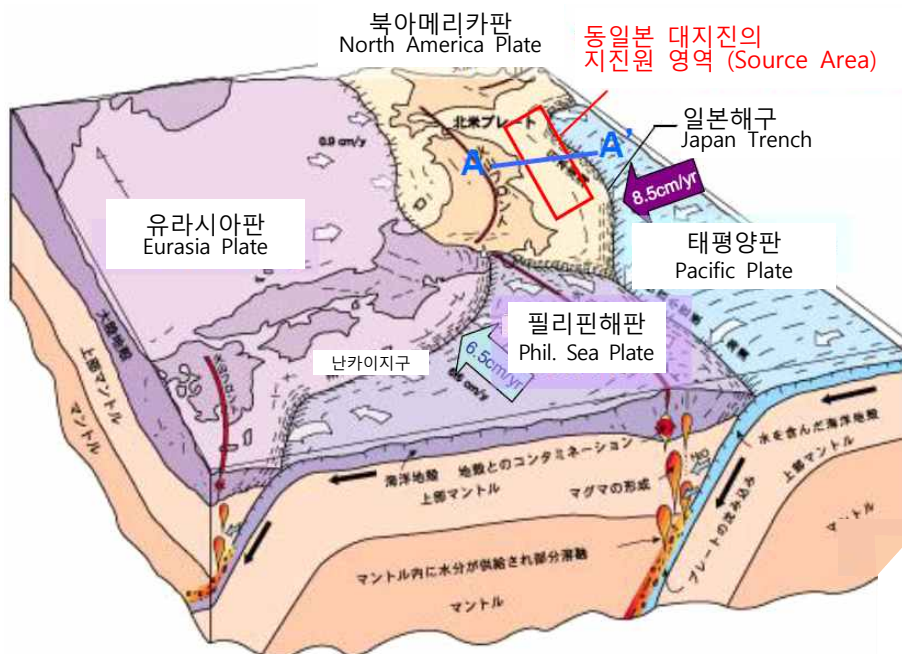 북아메리카판
North America Plate
동일본 대지진의
지진원 영역 (Source Area)
北米プレート
일본해구
Japan Trench
A
A'
0.9 cm/y
8.5cm/yr
유라시아판
Eurasia Plate
태평양판
Pacific Plate
필리핀해판
Phil. Sea Plate
난카이지구
6.5cm/yr
大陸地殻
上部マントル
マントル
海洋地殻
地殻とのコンタミネーション
上部マントル
マグマの形成
水を含んだ海洋地殻
上部マントル
プレートの沈み込み
マントル内に水分が供給され部分溶融
マントル